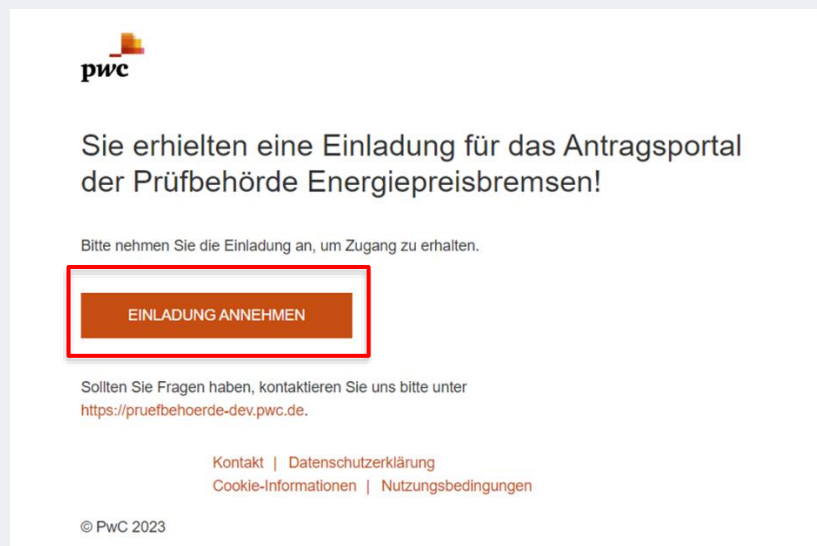 pwc
Sie erhielten eine Einladung für das Antragsportal
der Prüfbehörde Energiepreisbremsen!
Bitte nehmen Sie die Einladung an, um Zugang zu erhalten.
EINLADUNG ANNEHMEN
Sollten Sie Fragen haben, kontaktieren Sie uns bitte unter
https://pruefbehoerde-dev.pwc.de.
Kontakt | Datenschutzerklärung
Cookie-Informationen | Nutzungsbedingungen
© PwC 2023